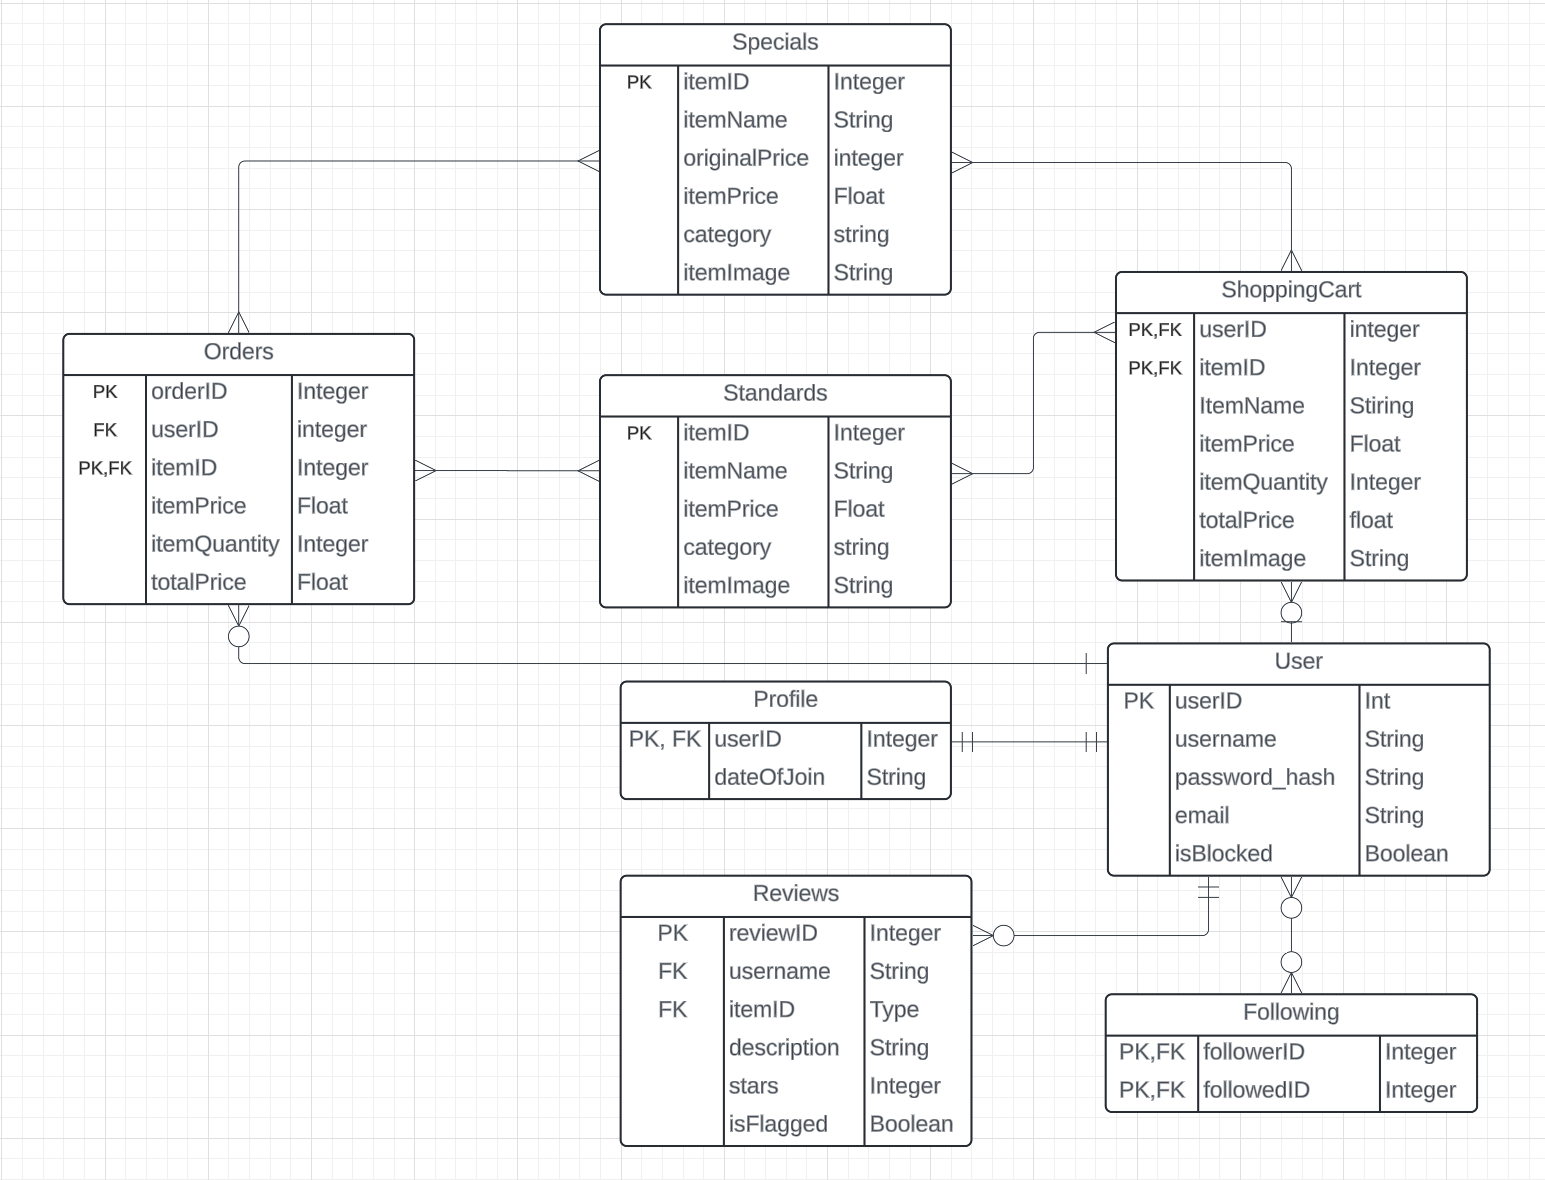 Specials
PK itemID Integer
itemName String
originalPrice integer
itemPrice Float
category string
itemImage String
ShoppingCart
PK,FK userID integer
PK,FK itemID Integer
ItemName Stiring
itemPrice Float
itemQuantity Integer
totalPrice float
itemImage String
Orders
PK orderID Integer
FK userID integer
PK,FK itemID Integer
itemPrice Float
itemQuantity Integer
totalPrice Float
Standards
PK itemID Integer
itemName String
itemPrice Float
category string
itemImage String
User
PK userID Int
username String
password_hash String
email String
isBlocked Boolean
Profile
PK, FK userID Integer
dateOfJoin String
Reviews
PK reviewID Integer
FK username String
FK itemID Type
description String
stars Integer
isFlagged Boolean
Following
PK,FK followerID Integer
PK,FK followedID Integer